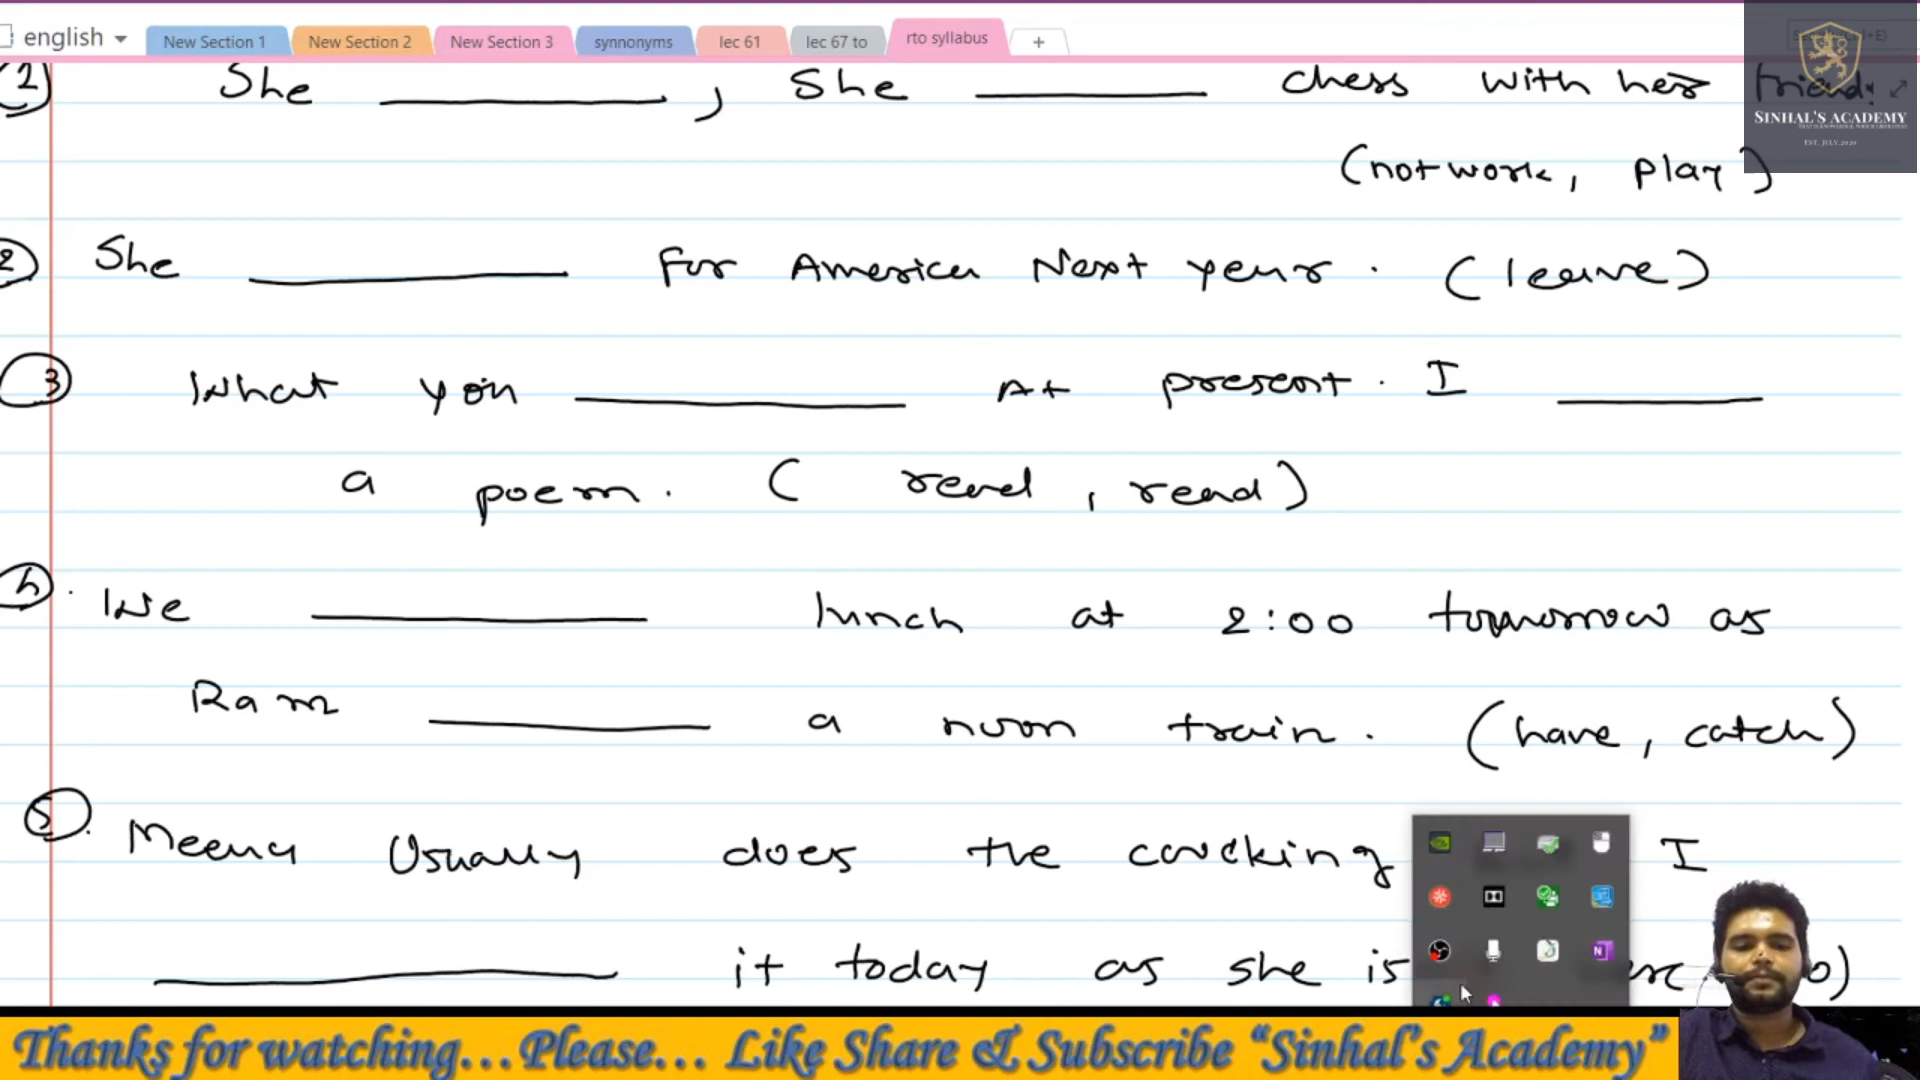 english
New Section 1 New Section 2 New Section 3 synnonyms lec 61 lec 67 to rto syllabus +
(1) She ________, She ________ chess with her friend.
SINHAL'S ACADEMY
EST. JULY,2020
(not work, play)
(2) She ________ for America Next year. (leave)
(3) What you ________ At present. I ________
a poem. ( read, read)
We ________ lunch at 2:00 tomorrow as
Ram ________ a noon train. (have, catch)
(5). Meena Usually does the coocking I
________ it today as she is
Thanks for watching... Please... Like Share & Subscribe "Sinhal's Academy"